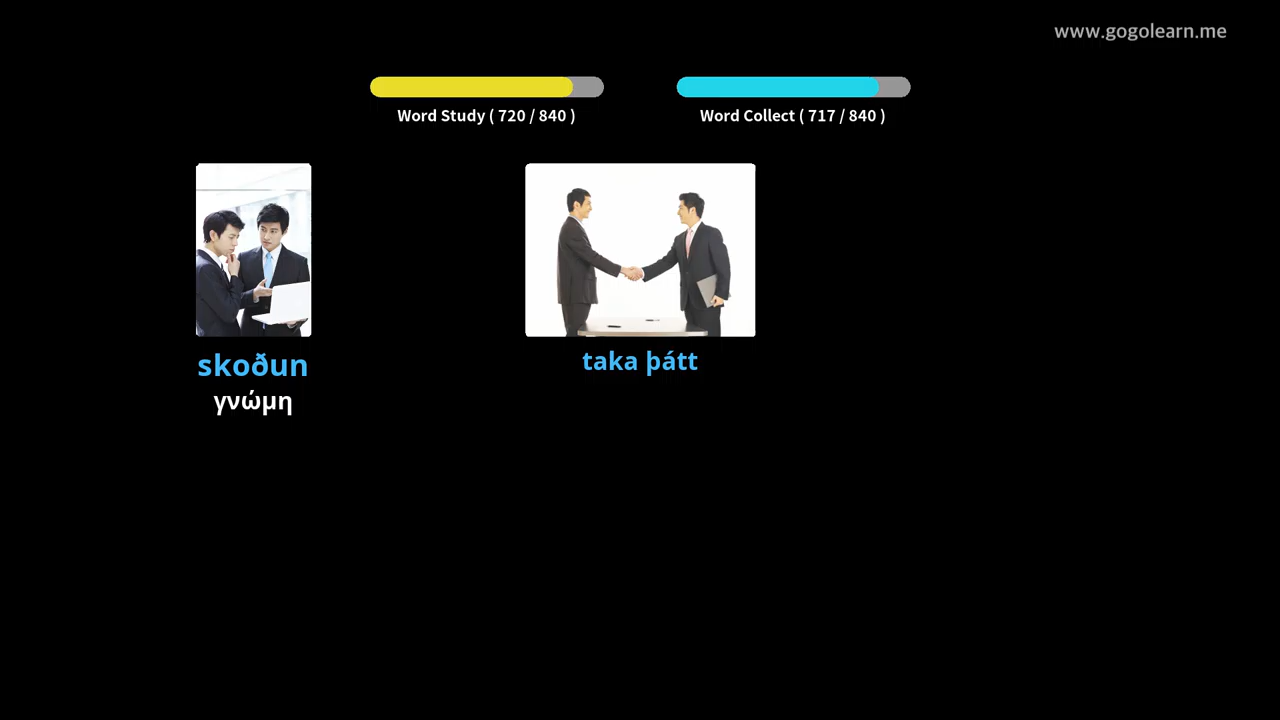 www.gogolearn.me
Word Study ( 720 / 840 )
Word Collect ( 717 / 840 )
skoðun
γνώμη
taka þátt